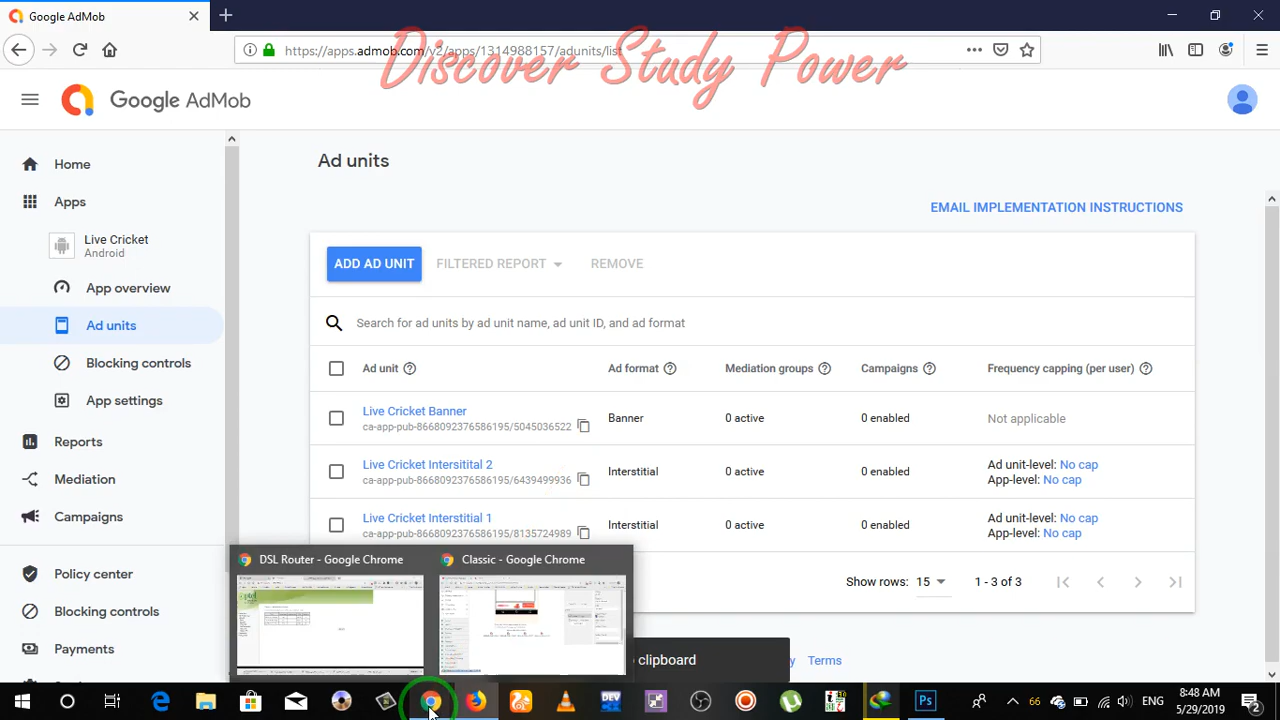 Google AdMob
https://apps.admob.com/v2/apps/1314988157/adunits/list
Discover Study Power
Google AdMob
Home
Apps
Live Cricket
Android
App overview
Ad units
Blocking controls
App settings
Reports
Mediation
Campaigns
Policy center
Blocking controls
Payments
Ad units
EMAIL IMPLEMENTATION INSTRUCTIONS
ADD AD UNIT FILTERED REPORT REMOVE
Search for ad units by ad unit name, ad unit ID, and ad format
Ad unit Ad format Mediation groups Campaigns Frequency capping (per user)
Live Cricket Banner
ca-app-pub-8668092376586195/5045036522
Banner 0 active 0 enabled Not applicable
Live Cricket Intersitital 2
ca-app-pub-8668092376586195/6439499936
Interstitial 0 active 0 enabled
Ad unit-level: No cap
App-level: No cap
Live Cricket Interstitial 1
ca-app-pub-8668092376586195/8135724989
Interstitial 0 active 0 enabled
Ad unit-level: No cap
App-level: No cap
Show rows: 15 1 - 3 of 3
DSL Router - Google Chrome
Classic - Google Chrome
clipboard
Terms
DEV
Ps
66
ENG
8:48 AM
5/29/2019
2